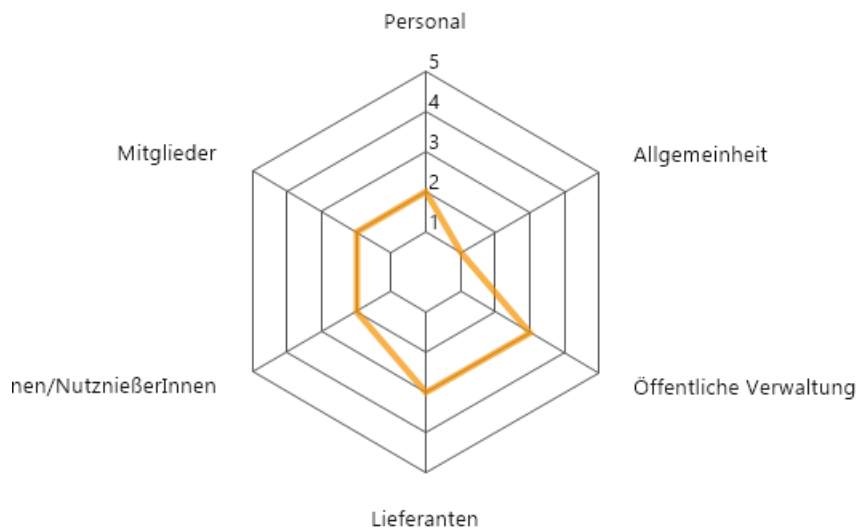 Personal
5
4
3
2
1
Mitglieder
Allgemeinheit
nen/NutznießerInnen
Öffentliche Verwaltung
Lieferanten